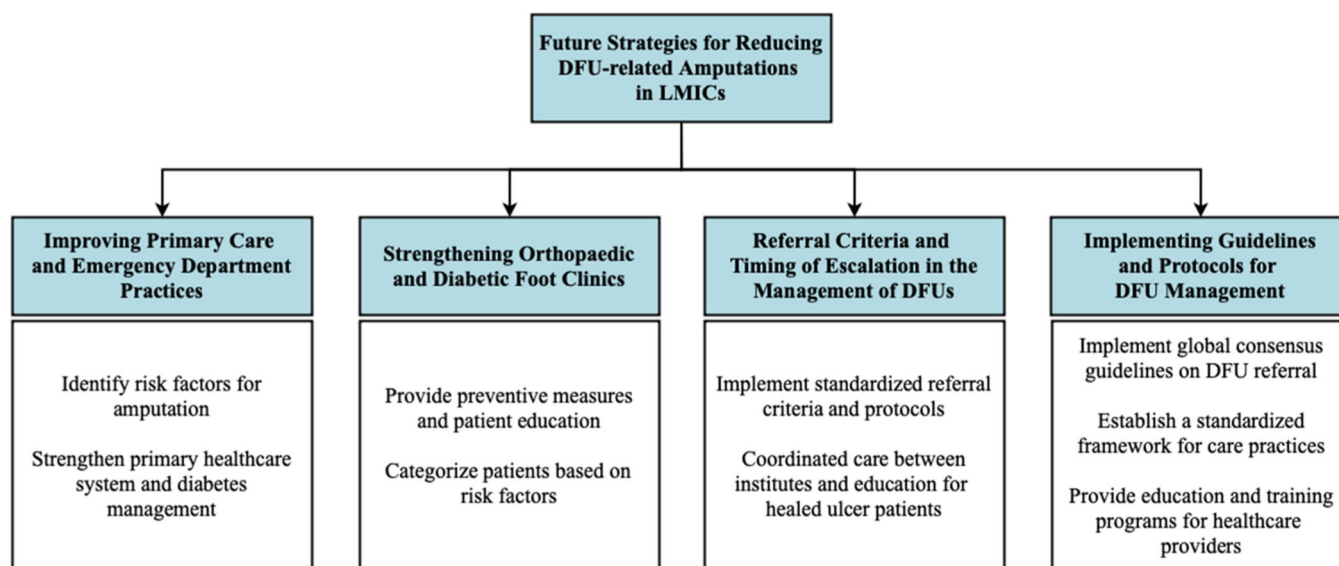 Future Strategies for Reducing
DFU-related Amputations
in LMICs
Improving Primary Care
and Emergency Department
Practices
Identify risk factors for
amputation
Strengthen primary healthcare
system and diabetes
management
Strengthening Orthopaedic
and Diabetic Foot Clinics
Provide preventive measures
and patient education
Categorize patients based on
risk factors
Referral Criteria and
Timing of Escalation in the
Management of DFUs
Implement standardized referral
criteria and protocols
Coordinated care between
institutes and education for
healed ulcer patients
Implementing Guidelines
and Protocols for
DFU Management
Implement global consensus
guidelines on DFU referral
Establish a standardized
framework for care practices
Provide education and training
programs for healthcare
providers